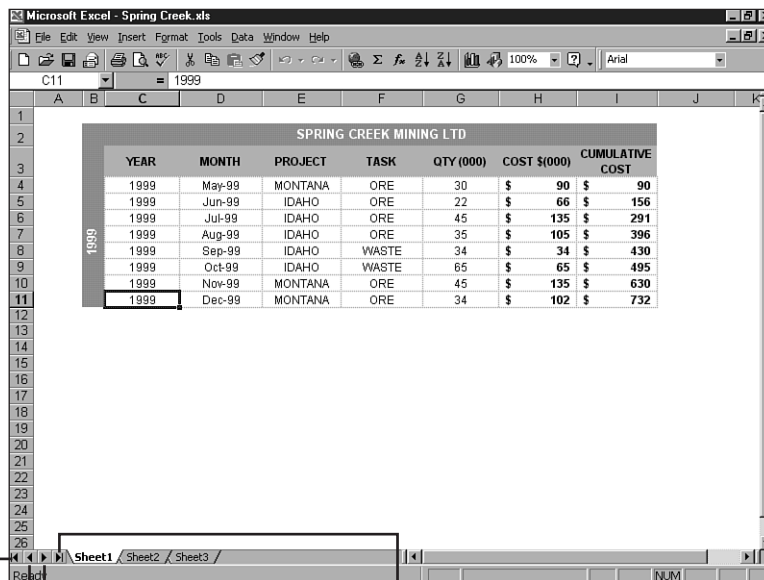 Microsoft Excel - Spring Creek.xls
File Edit View Insert Format Tools Data Window Help
100% Arial
C11 = 1999
A B C D E F G H I J K
1
2 SPRING CREEK MINING LTD
3 YEAR MONTH PROJECT TASK QTY (000) COST $(000) CUMULATIVE COST
1999
4 1999 May-99 MONTANA ORE 30 $ 90 $ 90
5 1999 Jun-99 IDAHO ORE 22 $ 66 $ 156
6 1999 Jul-99 IDAHO ORE 45 $ 135 $ 291
7 1999 Aug-99 IDAHO ORE 35 $ 105 $ 396
8 1999 Sep-99 IDAHO WASTE 34 $ 34 $ 430
9 1999 Oct-99 IDAHO WASTE 65 $ 65 $ 495
10 1999 Nov-99 MONTANA ORE 45 $ 135 $ 630
11 1999 Dec-99 MONTANA ORE 34 $ 102 $ 732
12
13
14
15
16
17
18
19
20
21
22
23
24
25
26
Sheet1 Sheet2 Sheet3
Ready NUM